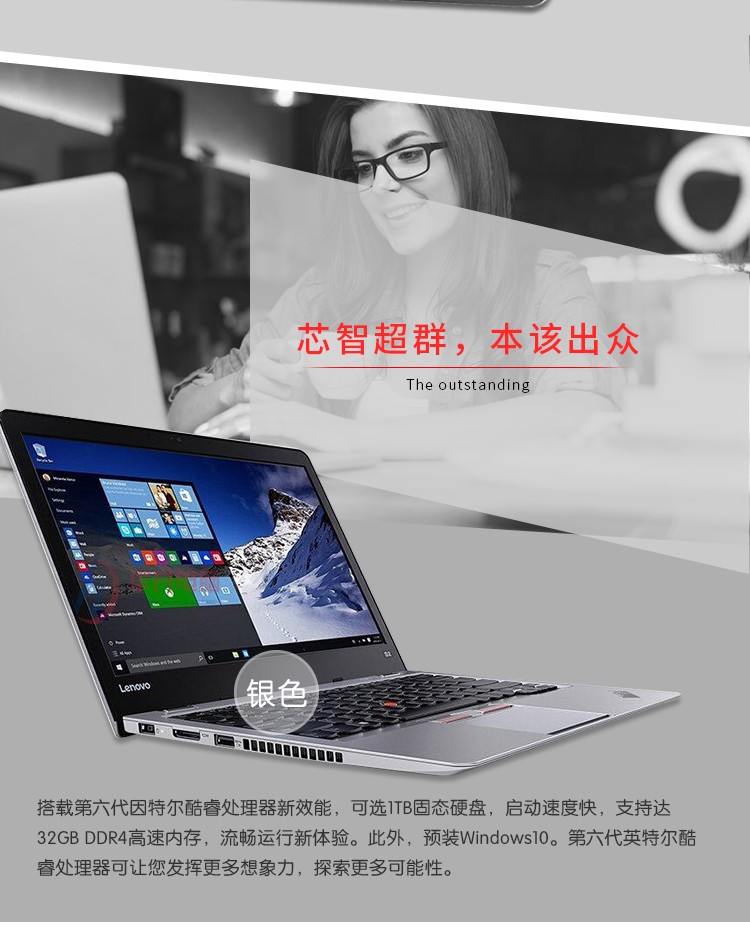 芯智超群，本该出众
The outstanding
Lenovo
银色
搭载第六代因特尔酷睿处理器新效能，可选1TB固态硬盘，启动速度快，支持达
32GB DDR4高速内存，流畅运行新体验。此外，预装Windows10。第六代英特尔酷
睿处理器可让您发挥更多想象力，探索更多可能性。